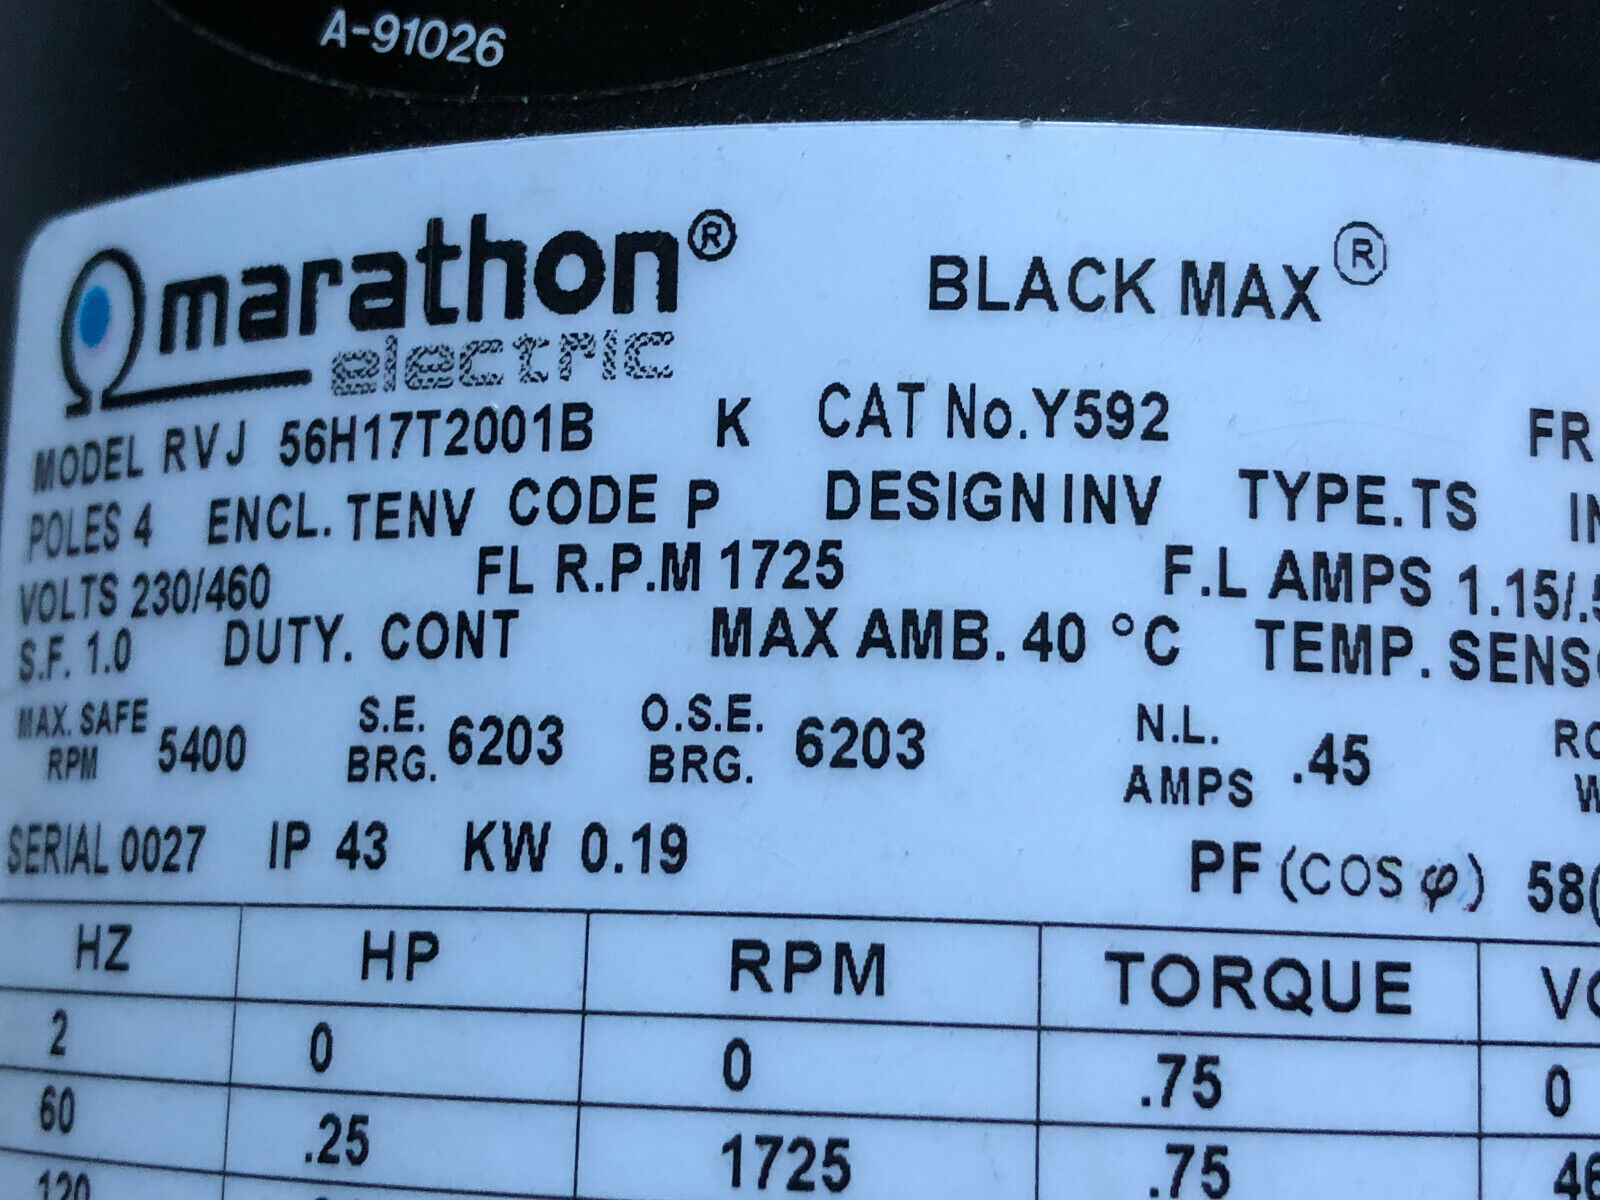 A-91026
marathon®
electric
BLACK MAX®
MODEL RVJ 56H17T2001B K CAT No.Y592 FR
POLES 4 ENCL. TENV CODE P DESIGN INV TYPE.TS
VOLTS 230/460 FL R.P.M 1725 F.L AMPS 1.15/.5
S.F. 1.0 DUTY. CONT MAX AMB. 40 °C TEMP. SENS
MAX. SAFE RPM 5400 S.E. BRG. 6203 O.S.E. BRG. 6203 N.L. AMPS .45
SERIAL 0027 IP 43 KW 0.19 PF (COS φ) 58(
HZ HP RPM TORQUE
2 0 0 .75 0
60 .25 1725 .75 46
120